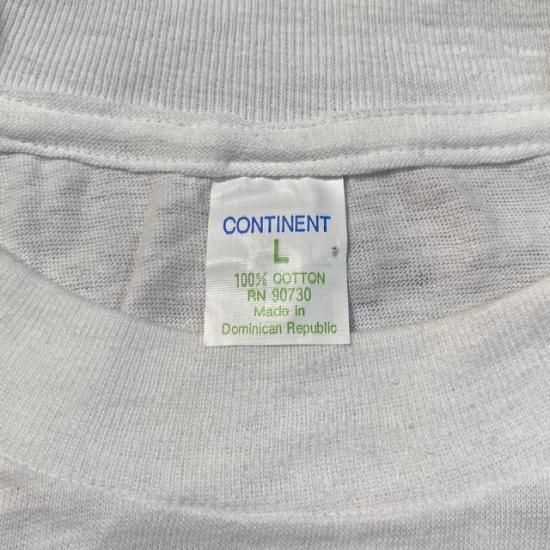 CONTINENT
L
100% COTTON
RN 90730
Made in
Dominican Republic